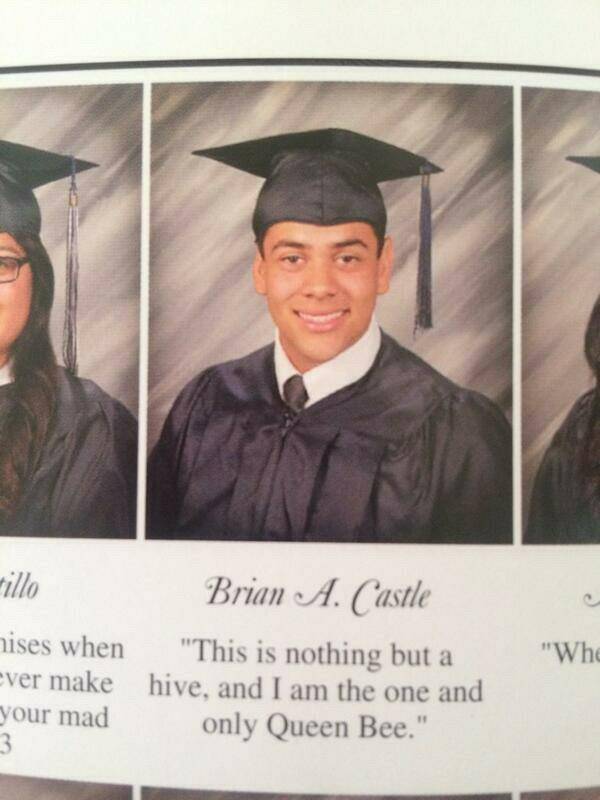 tillo
Brian A. Castle
mises when
ever make
your mad
3
"This is nothing but a
hive, and I am the one and
only Queen Bee."
"Whe